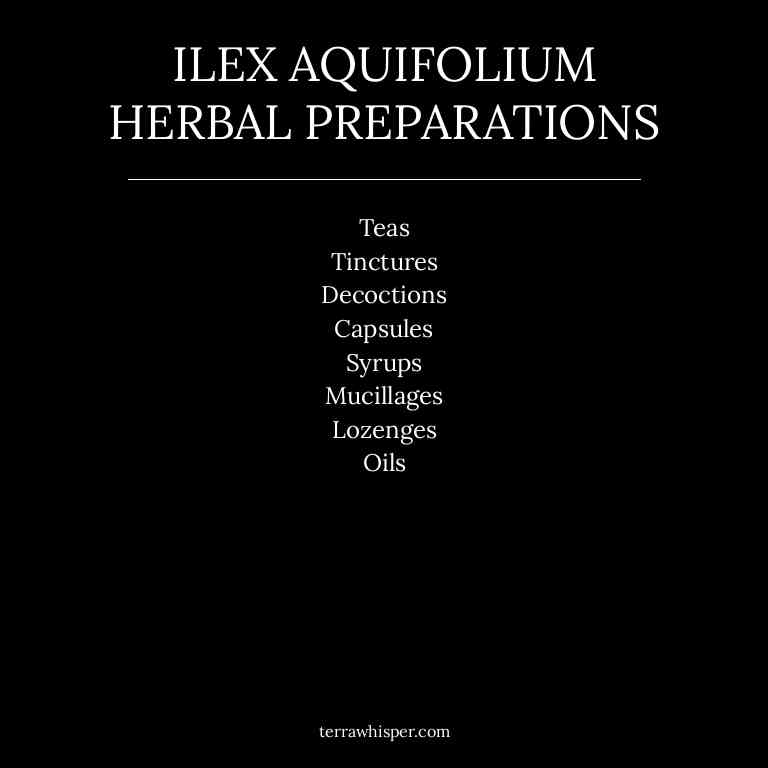 ILEX AQUIFOLIUM
HERBAL PREPARATIONS
Teas
Tinctures
Decoctions
Capsules
Syrups
Mucillages
Lozenges
Oils
terrawhisper.com